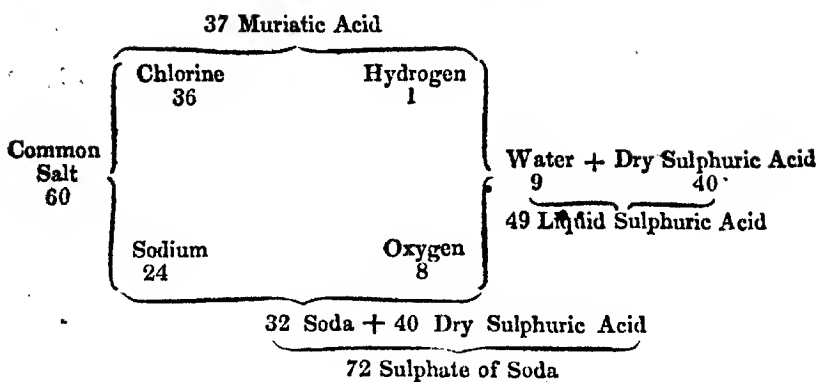 37 Muriatic Acid
Chlorine Hydrogen
36 1
Common
Salt
60
Water + Dry Sulphuric Acid
9 40
49 Liquid Sulphuric Acid
Sodium Oxygen
24 8
32 Soda + 40 Dry Sulphuric Acid
72 Sulphate of Soda